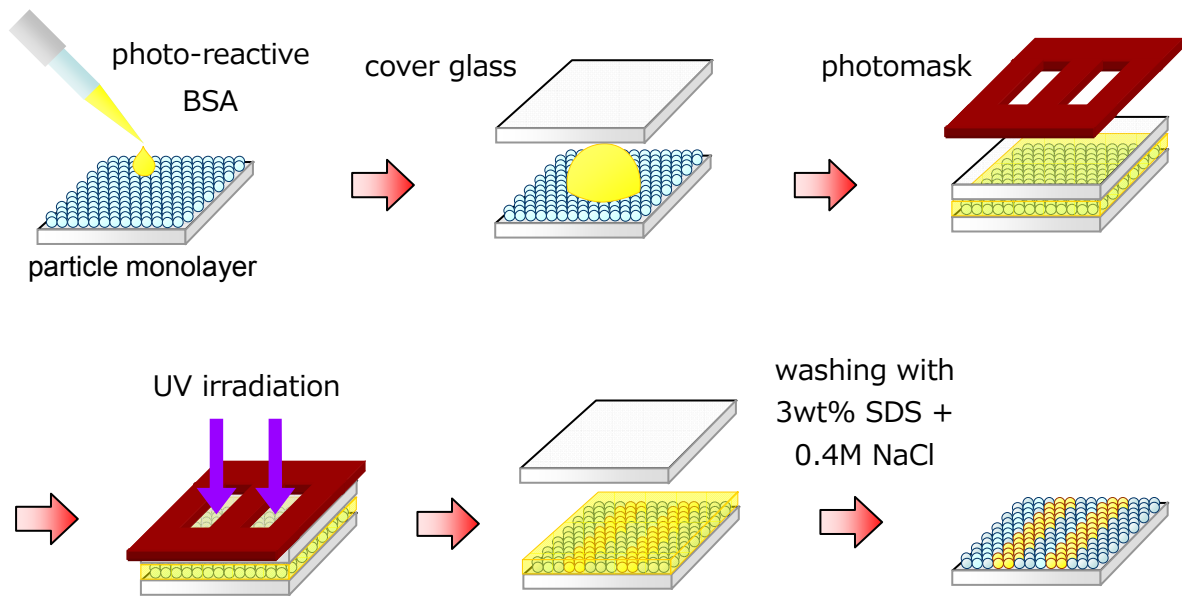 photo-reactive
BSA
cover glass
photomask
particle monolayer
UV irradiation
washing with
3wt% SDS +
0.4M NaCl